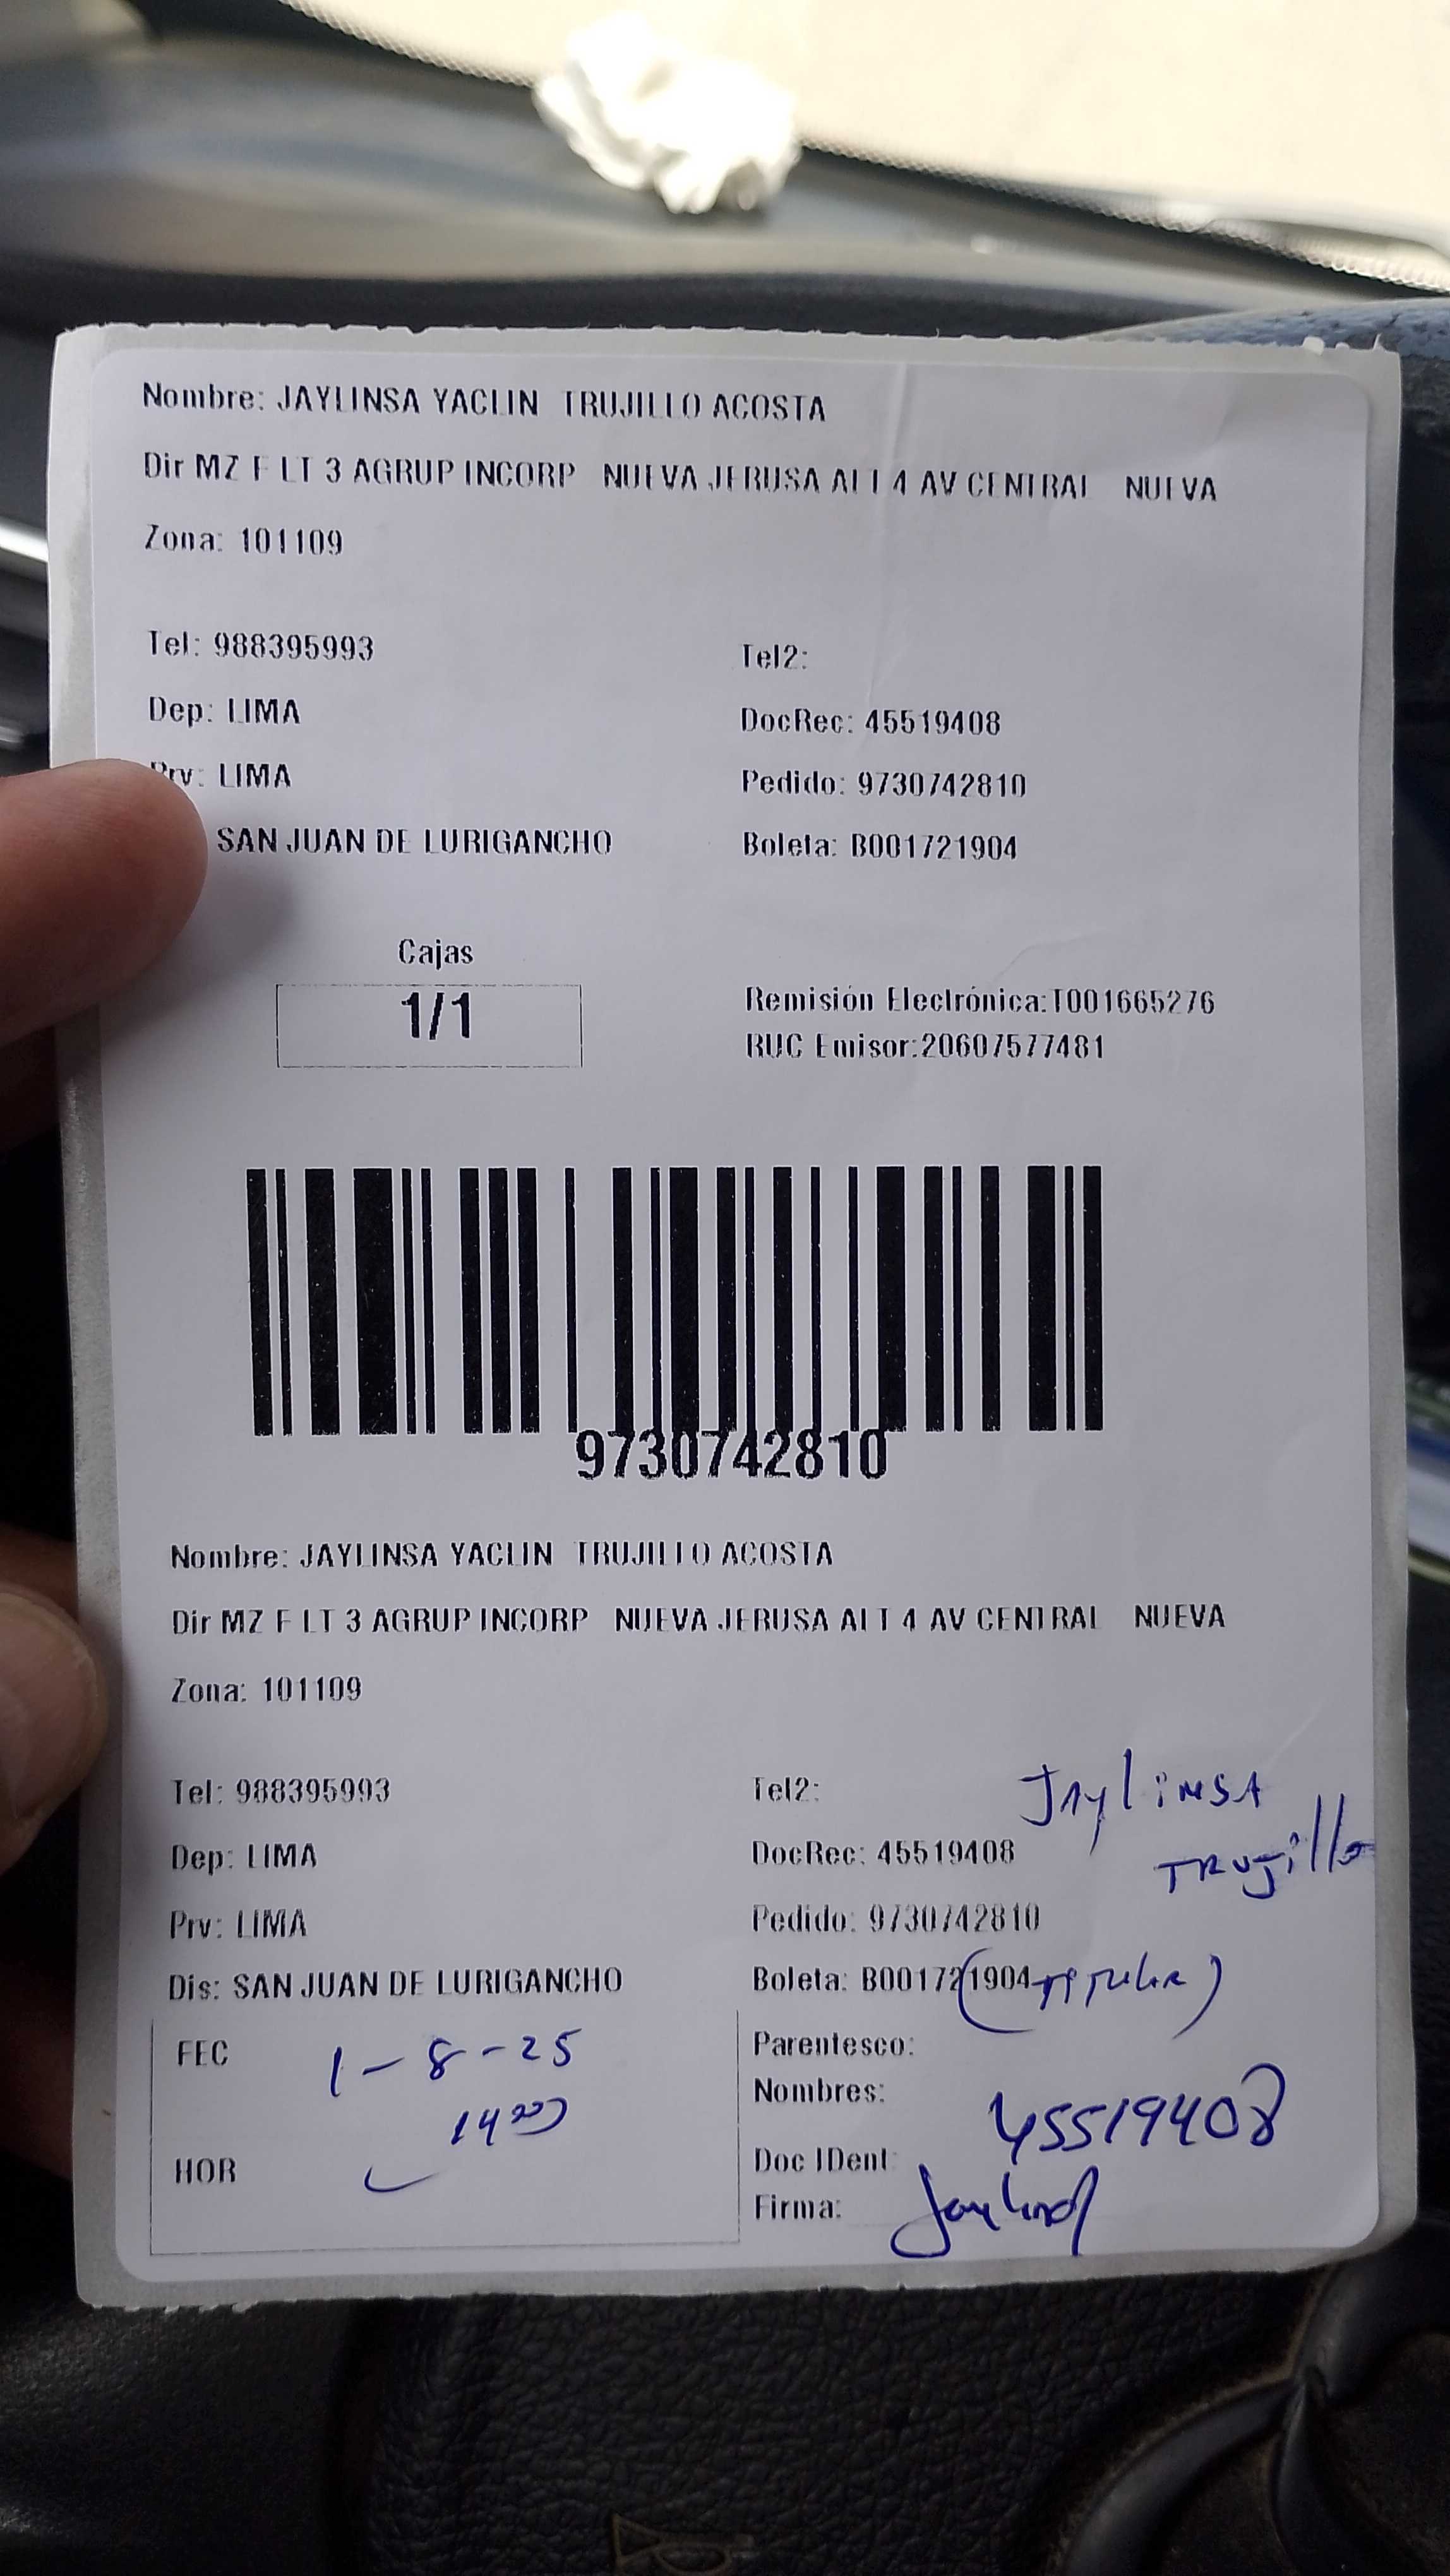 Nombre: JAYLINSA YACLIN TRUJILLO ACOSTA
Dir MZ F LT 3 AGRUP INCORP NUEVA JERUSA ALT 4 AV CENTRAL NUEVA
Zona: 101109
Tel: 988395993 Tel2:
Dep: LIMA DocRec: 45519408
Prv: LIMA Pedido: 9730742810
SAN JUAN DE LURIGANCHO Boleta: B001721904
Cajas
1/1
Remisión Electrónica:T001665276
RUC Emisor:20607577481
9730742810
Nombre: JAYLINSA YACLIN TRUJILLO ACOSTA
Dir MZ F LT 3 AGRUP INCORP NUEVA JERUSA ALT 4 AV CENTRAL NUEVA
Zona: 101109
Tel: 988395993 Tel2: JAylinSA
Dep: LIMA DocRec: 45519408 TRUjillo
Prv: LIMA Pedido: 9730742810
Dis: SAN JUAN DE LURIGANCHO Boleta: B001721904 (TiTular)
FEC 1-8-25 Parentesco:
14 00 Nombres:
HOR Doc IDent: 45519408
Firma: